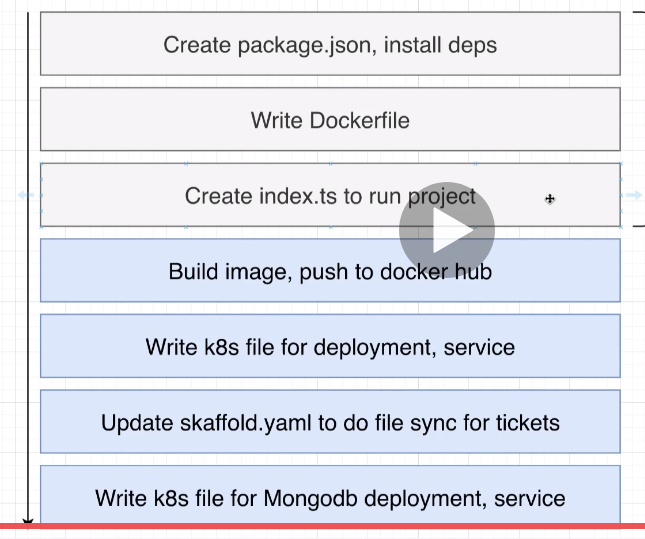 Create package.json, install deps
Write Dockerfile
Create index.ts to run project
Build image, push to docker hub
Write k8s file for deployment, service
Update skaffold.yaml to do file sync for tickets
Write k8s file for Mongodb deployment, service